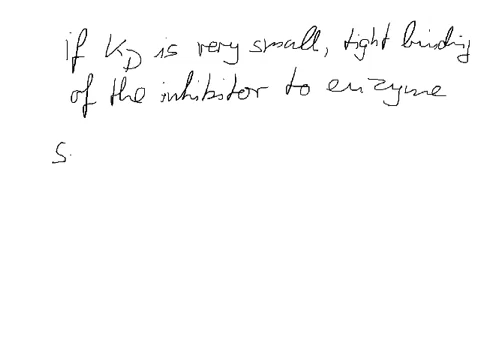 if K_D is very small, tight binding
of the inhibitor to enzyme
S.